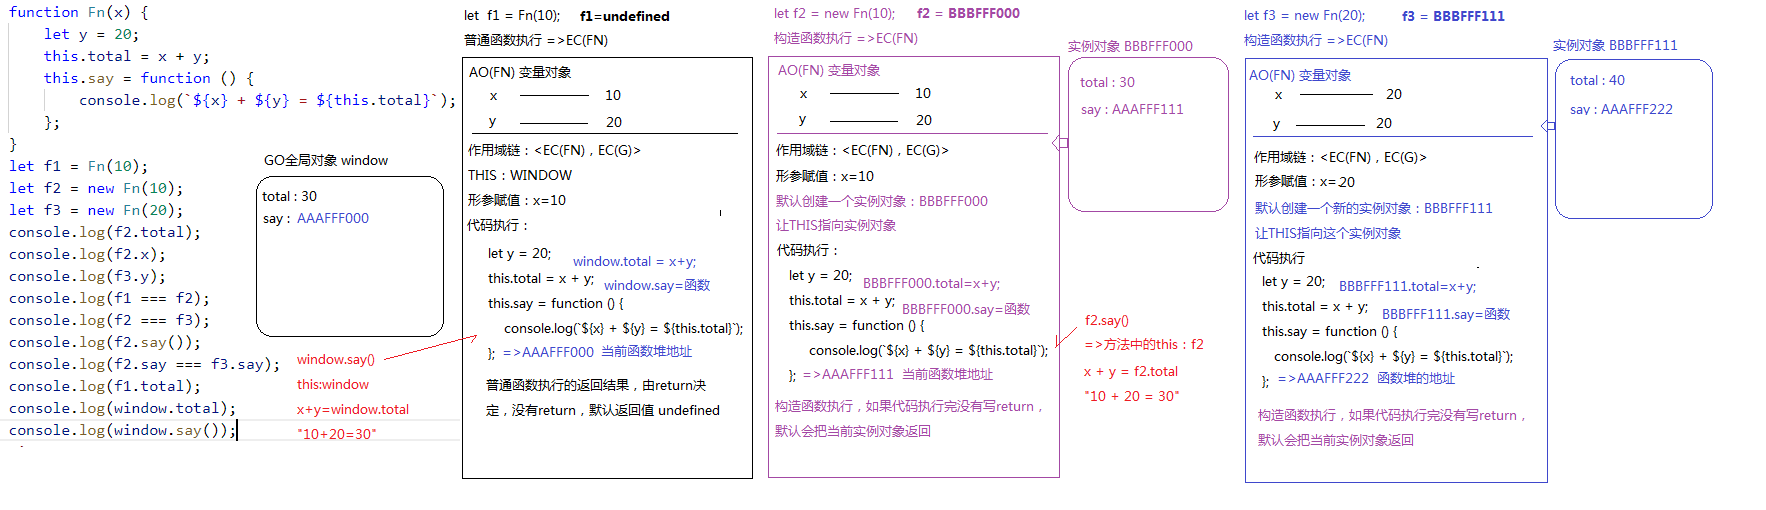 function Fn(x) {
let y = 20;
this.total = x + y;
this.say = function () {
console.log(`${x} + ${y} = ${this.total}`);
};
}
let f1 = Fn(10);
let f2 = new Fn(10);
let f3 = new Fn(20);
console.log(f2.total);
console.log(f2.x);
console.log(f3.y);
console.log(f1 === f2);
console.log(f2 === f3);
console.log(f2.say());
console.log(f2.say === f3.say);
console.log(f1.total);
console.log(window.total);
console.log(window.say());
GO全局对象 window
total : 30
say : AAAFFF000
window.say()
this:window
x+y=window.total
"10+20=30"
let f1 = Fn(10); f1=undefined
普通函数执行 =>EC(FN)
AO(FN) 变量对象
x 10
y 20
作用域链：<EC(FN)，EC(G)>
THIS：WINDOW
形参赋值：x=10
代码执行：
let y = 20;
window.total = x+y;
this.total = x + y;
window.say=函数
this.say = function () {
console.log(`${x} + ${y} = ${this.total}`);
}; =>AAAFFF000 当前函数堆地址
普通函数执行的返回结果，由return决
定，没有return，默认返回值 undefined
let f2 = new Fn(10); f2 = BBBFFF000
构造函数执行 =>EC(FN)
AO(FN) 变量对象
x 10
y 20
作用域链：<EC(FN)，EC(G)>
形参赋值：x=10
默认创建一个实例对象：BBBFFF000
让THIS指向实例对象
代码执行：
let y = 20;
BBBFFF000.total=x+y;
this.total = x + y;
BBBFFF000.say=函数
this.say = function () {
console.log(`${x} + ${y} = ${this.total}`);
}; =>AAAFFF111 当前函数堆地址
构造函数执行，如果代码执行完没有写return，
默认会把当前实例对象返回
实例对象 BBBFFF000
total : 30
say : AAAFFF111
f2.say()
=>方法中的this：f2
x + y = f2.total
"10 + 20 = 30"
let f3 = new Fn(20); f3 = BBBFFF111
构造函数执行 =>EC(FN)
AO(FN) 变量对象
x 20
y 20
作用域链：<EC(FN)，EC(G)>
形参赋值：x=20
默认创建一个新的实例对象：BBBFFF111
让THIS指向这个实例对象
代码执行
let y = 20;
BBBFFF111.total=x+y;
this.total = x + y;
BBBFFF111.say=函数
this.say = function () {
console.log(`${x} + ${y} = ${this.total}`);
}; =>AAAFFF222 函数堆的地址
构造函数执行，如果代码执行完没有写return，
默认会把当前实例对象返回
实例对象 BBBFFF111
total : 40
say : AAAFFF222